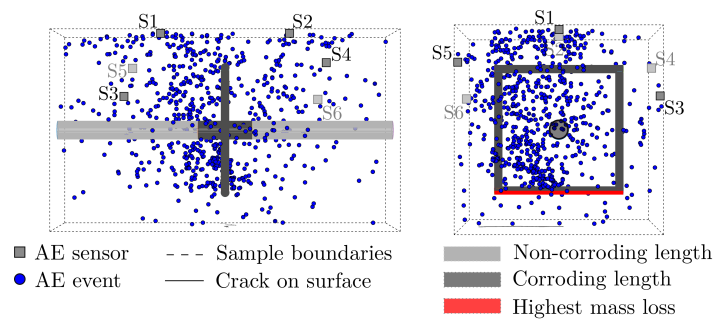 S1 S2 S1
S4
S2
S5 S5 S4
S3 S6 S3
S6
AE sensor Sample boundaries Non-corroding length
AE event Crack on surface Corroding length
Highest mass loss